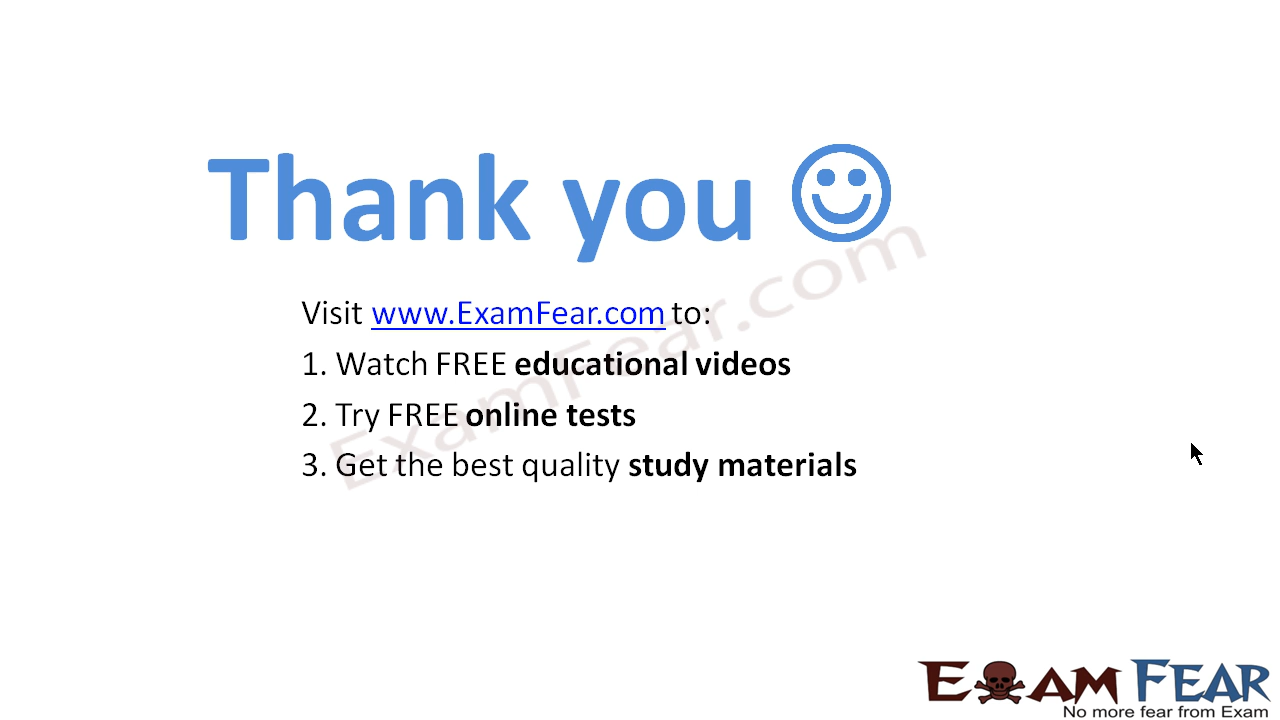 Thank you ☺
Visit www.ExamFear.com to:
1. Watch FREE educational videos
2. Try FREE online tests
3. Get the best quality study materials
ExamFear.com
EXAM FEAR
No more fear from Exam